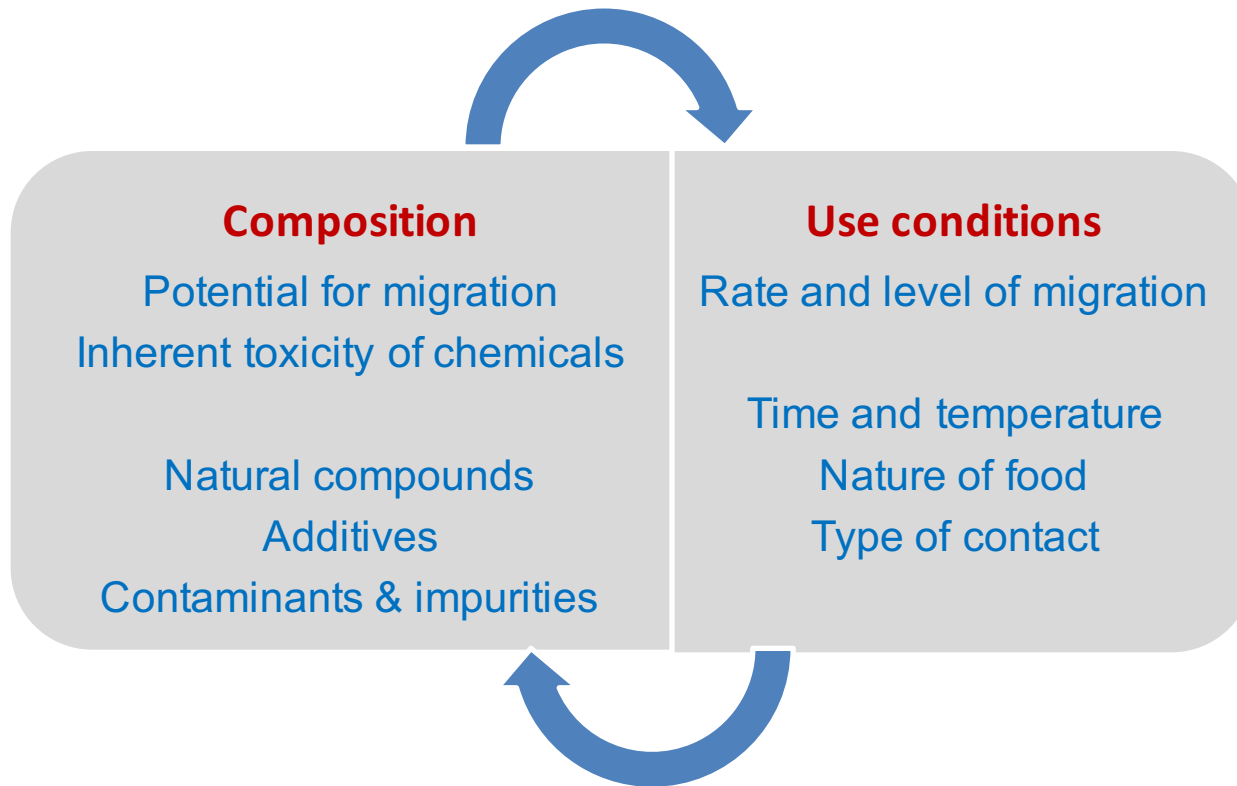 Composition
Potential for migration
Inherent toxicity of chemicals
Natural compounds
Additives
Contaminants & impurities
Use conditions
Rate and level of migration
Time and temperature
Nature of food
Type of contact